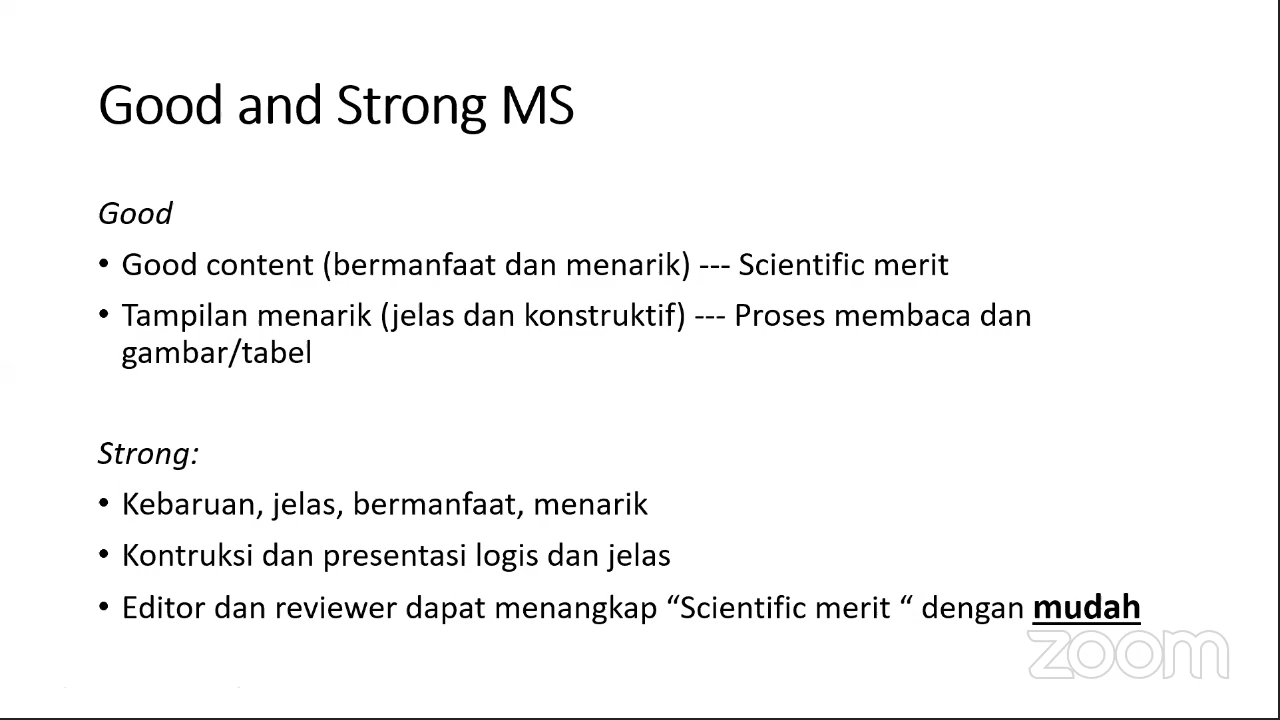 Good and Strong MS
Good
• Good content (bermanfaat dan menarik) --- Scientific merit
• Tampilan menarik (jelas dan konstruktif) --- Proses membaca dan
gambar/tabel
Strong:
• Kebaruan, jelas, bermanfaat, menarik
• Kontruksi dan presentasi logis dan jelas
• Editor dan reviewer dapat menangkap “Scientific merit “ dengan mudah
zoom